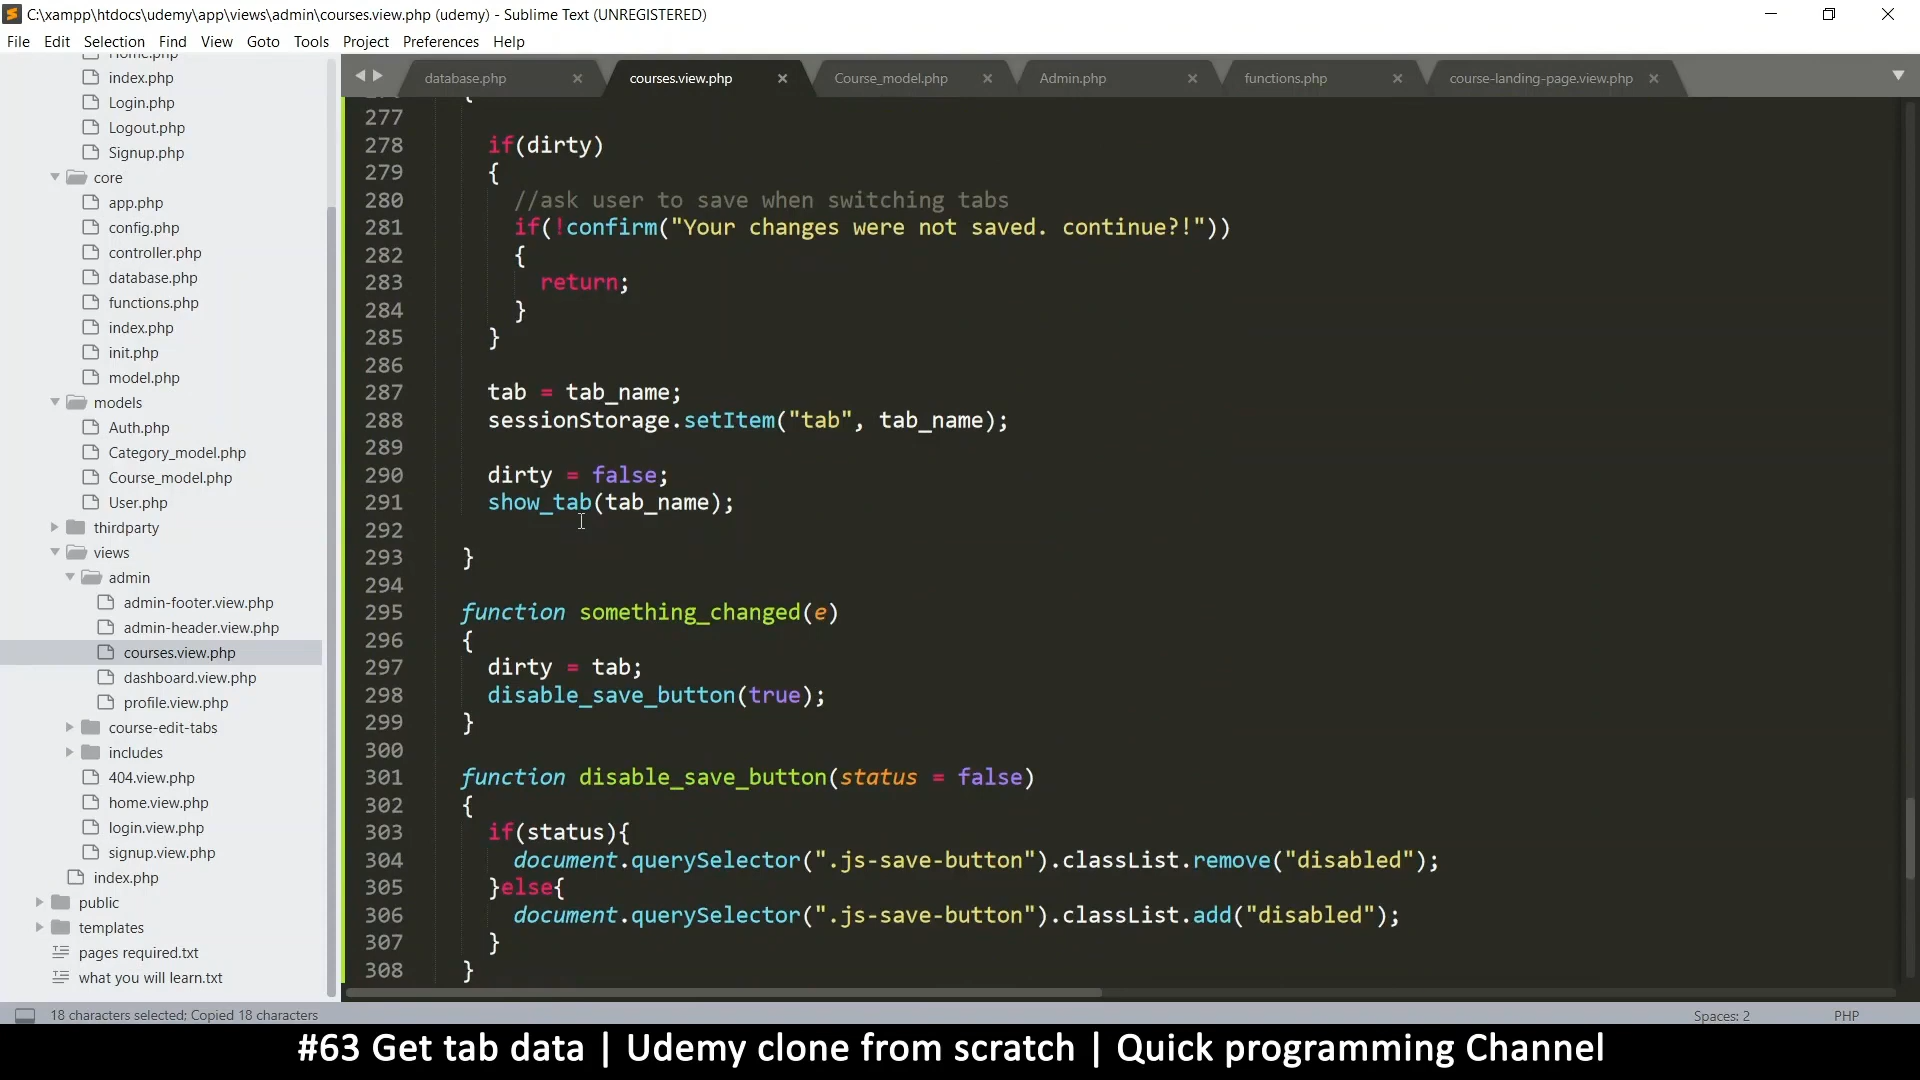 C:\xampp\htdocs\udemy\app\views\admin\courses.view.php (udemy) - Sublime Text (UNREGISTERED)
File Edit Selection Find View Goto Tools Project Preferences Help
Home.php
index.php
Login.php
Logout.php
Signup.php
core
app.php
config.php
controller.php
database.php
functions.php
index.php
init.php
model.php
models
Auth.php
Category_model.php
Course_model.php
User.php
thirdparty
views
admin
admin-footer.view.php
admin-header.view.php
courses.view.php
dashboard.view.php
profile.view.php
course-edit-tabs
includes
404.view.php
home.view.php
login.view.php
signup.view.php
index.php
public
templates
pages required.txt
what you will learn.txt
database.php courses.view.php Course_model.php Admin.php functions.php course-landing-page.view.php
{
277
278 if(dirty)
279 {
280 //ask user to save when switching tabs
281 if(!confirm("Your changes were not saved. continue?!"))
282 {
283 return;
284 }
285 }
286
287 tab = tab_name;
288 sessionStorage.setItem("tab", tab_name);
289
290 dirty = false;
291 show_tab(tab_name);
292
293 }
294
295 function something_changed(e)
296 {
297 dirty = tab;
298 disable_save_button(true);
299 }
300
301 function disable_save_button(status = false)
302 {
303 if(status){
304 document.querySelector(".js-save-button").classList.remove("disabled");
305 }else{
306 document.querySelector(".js-save-button").classList.add("disabled");
307 }
308 }
18 characters selected; Copied 18 characters Spaces: 2 PHP
#63 Get tab data | Udemy clone from scratch | Quick programming Channel